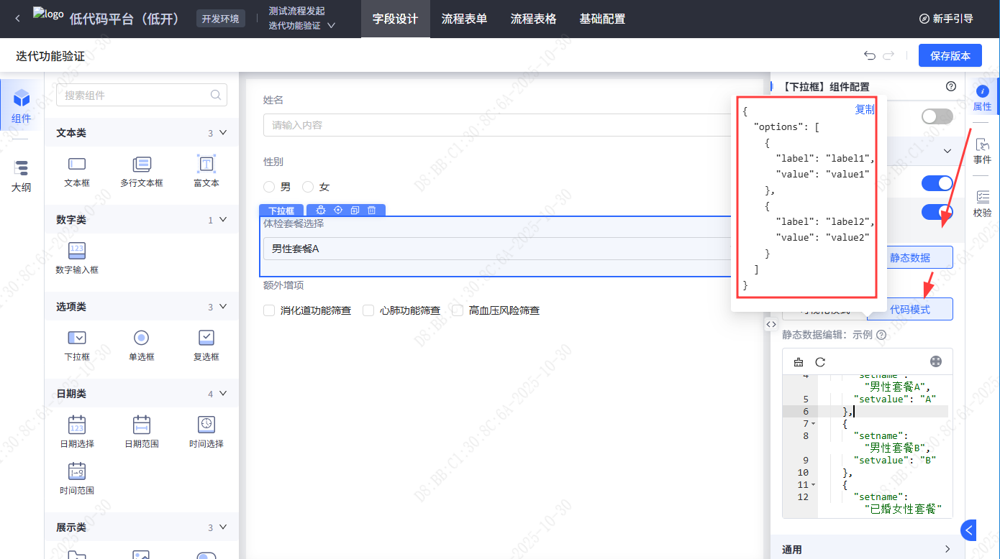 logo 低代码平台（低开） 开发环境 测试流程发起 字段设计 流程表单 流程表格 基础配置 新手引导
迭代功能验证
迭代功能验证 保存版本
组件
大纲
搜索组件
文本类 3
文本框 多行文本框 富文本
数字类 1
123
数字输入框
选项类 3
下拉框 单选框 复选框
日期类 4
123
日期选择 日期范围 时间选择
1-9
时间范围
展示类 3
姓名
请输入内容
性别
男 女
下拉框
体检套餐选择
男性套餐A
额外增项
消化道功能筛查 心肺功能筛查 高血压风险筛查
【下拉框】组件配置
复制
{
"options": [
{
"label": "label1",
"value": "value1"
},
{
"label": "label2",
"value": "value2"
}
]
}
静态数据
代码模式
静态数据编辑：示例
4 "setname":
"男性套餐A",
5 "setvalue": "A"
6 },
7 {
8 "setname":
"男性套餐B",
9 "setvalue": "B"
10 },
11 {
12 "setname":
"已婚女性套餐"
通用
属性
事件
校验
D8:BB:C1:30:8C:6A-2025-10-30